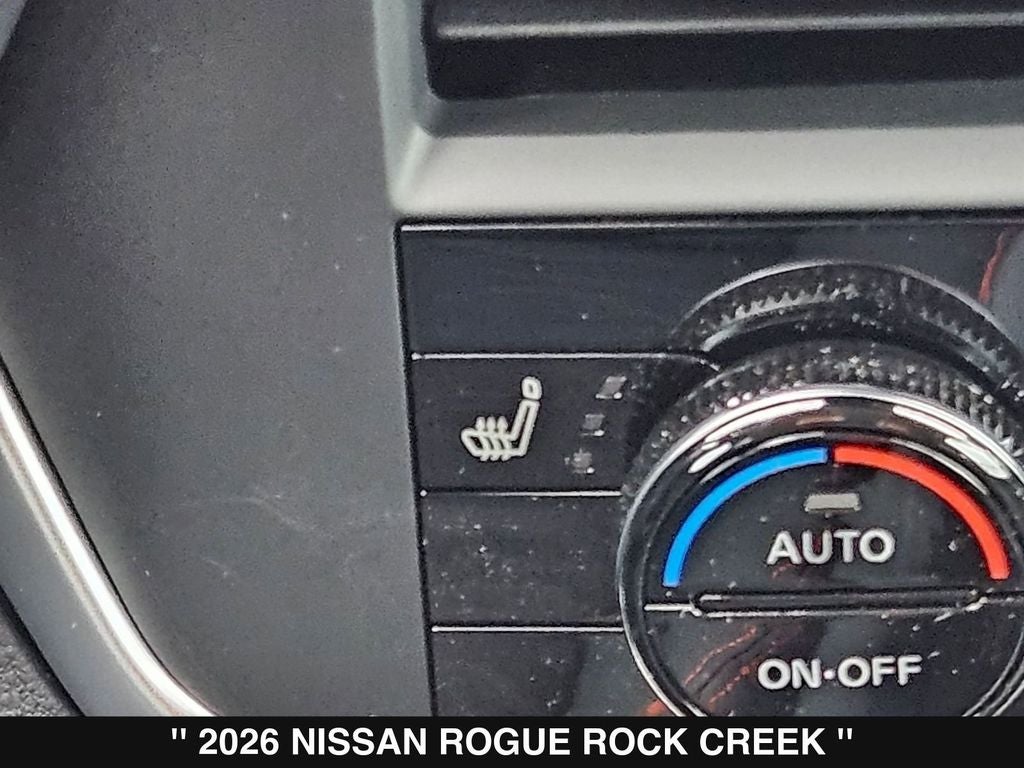 AUTO
ON•OFF
" 2026 NISSAN ROGUE ROCK CREEK "